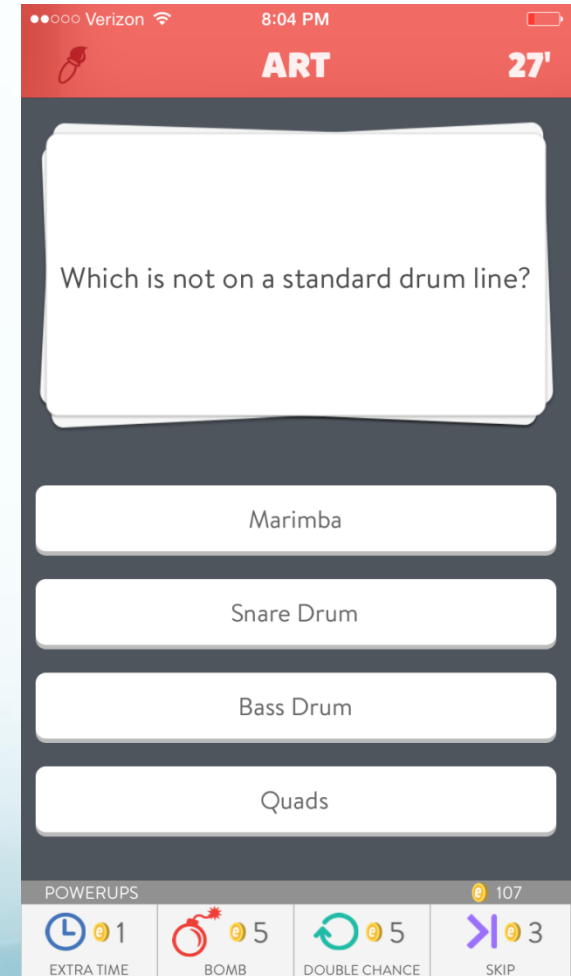 Verizon 8:04 PM
ART 27'
Which is not on a standard drum line?
Marimba
Snare Drum
Bass Drum
Quads
POWERUPS 107
1 5 5 3
EXTRA TIME BOMB DOUBLE CHANCE SKIP